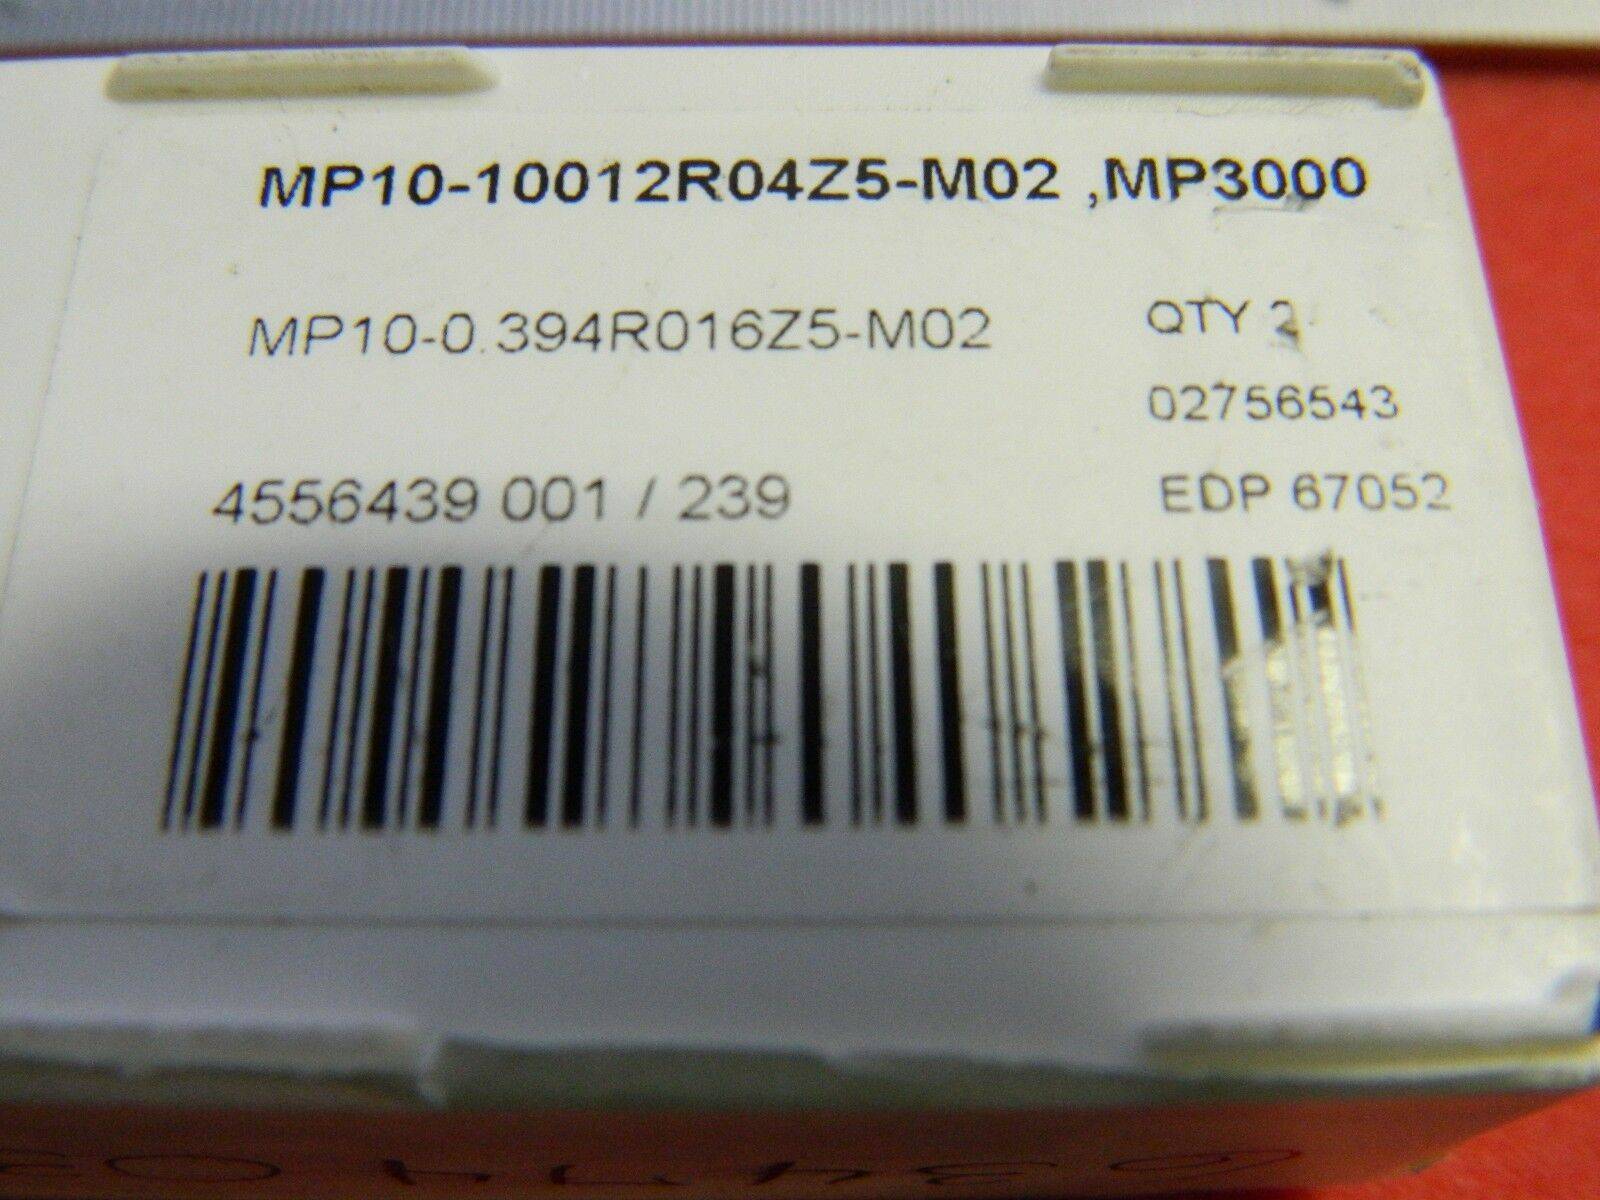 MP10-10012R04Z5-M02 ,MP3000
MP10-0.394R016Z5-M02
QTY 2
02756543
4556439 001 / 239
EDP 67052